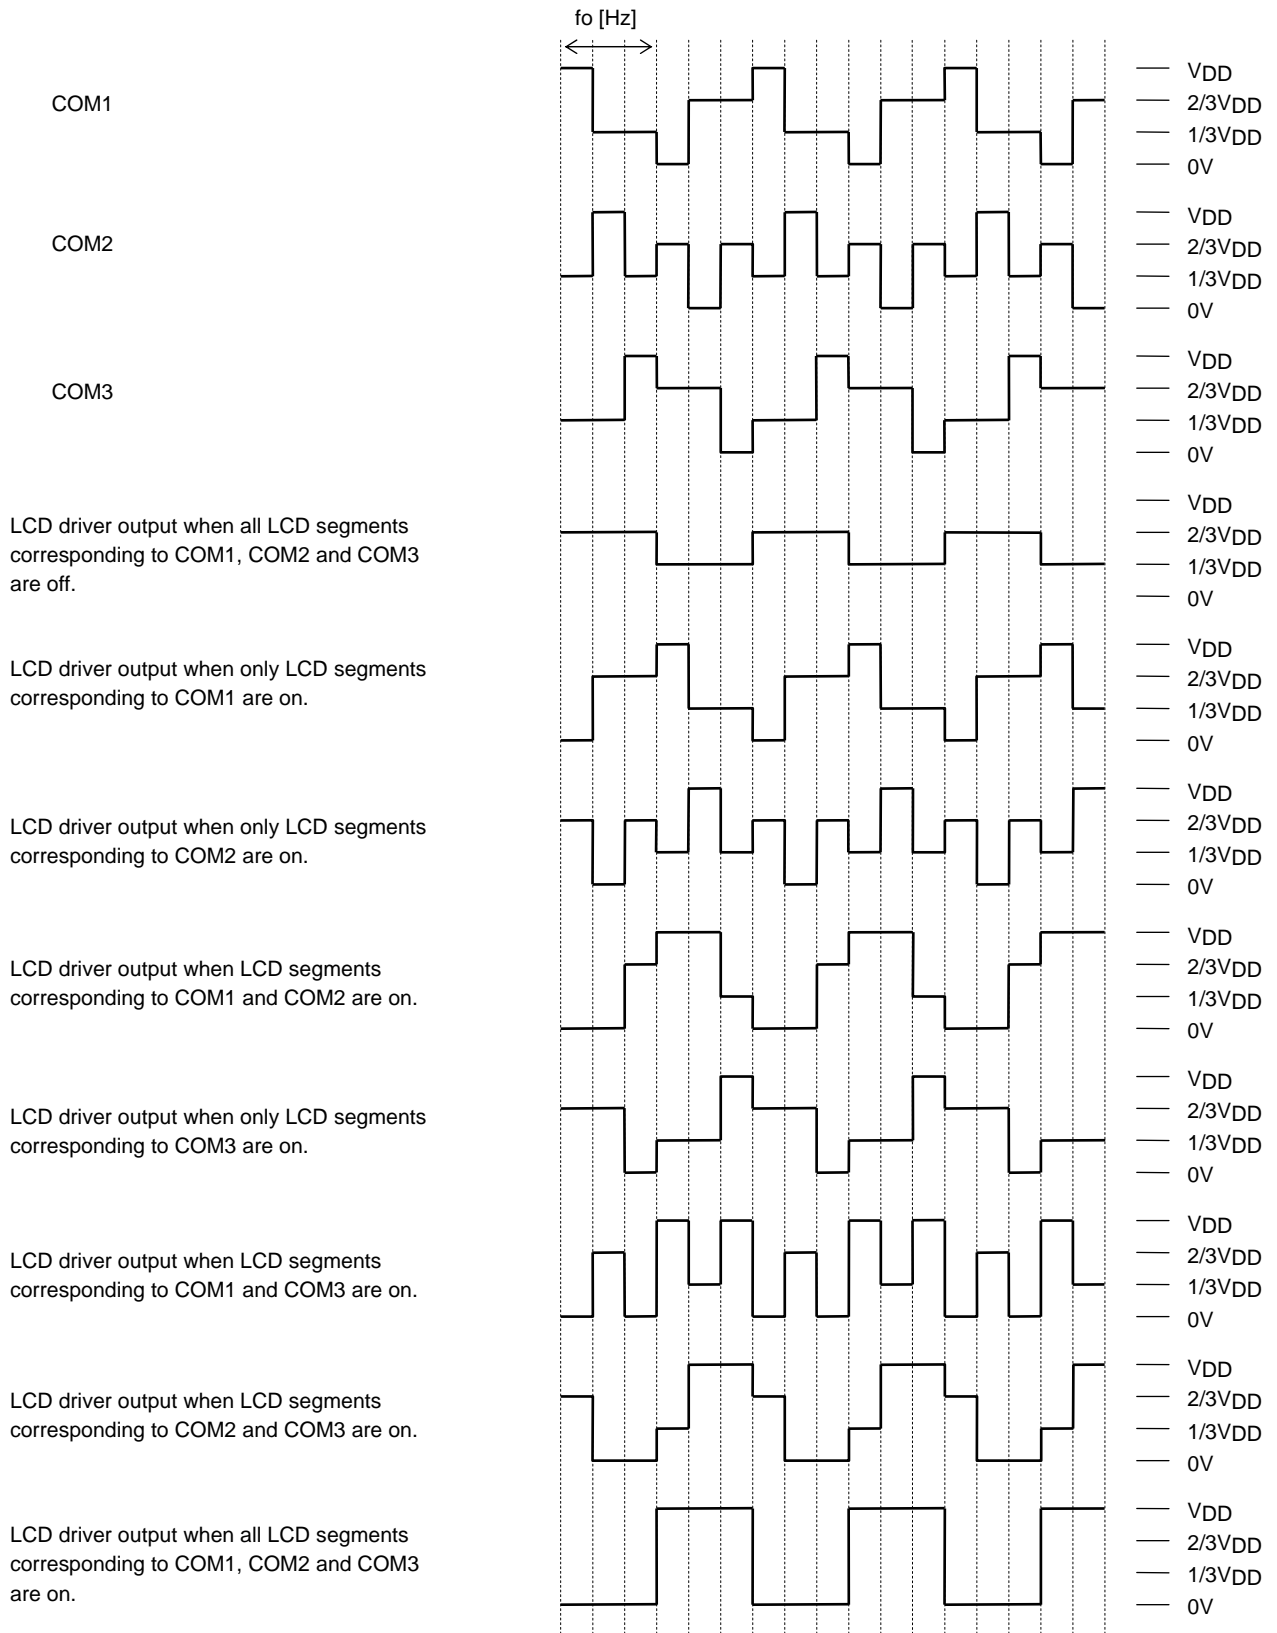 fo [Hz]
COM1
VDD
2/3VDD
1/3VDD
0V
COM2
VDD
2/3VDD
1/3VDD
0V
COM3
VDD
2/3VDD
1/3VDD
0V
LCD driver output when all LCD segments
corresponding to COM1, COM2 and COM3
are off.
VDD
2/3VDD
1/3VDD
0V
LCD driver output when only LCD segments
corresponding to COM1 are on.
VDD
2/3VDD
1/3VDD
0V
LCD driver output when only LCD segments
corresponding to COM2 are on.
VDD
2/3VDD
1/3VDD
0V
LCD driver output when LCD segments
corresponding to COM1 and COM2 are on.
VDD
2/3VDD
1/3VDD
0V
LCD driver output when only LCD segments
corresponding to COM3 are on.
VDD
2/3VDD
1/3VDD
0V
LCD driver output when LCD segments
corresponding to COM1 and COM3 are on.
VDD
2/3VDD
1/3VDD
0V
LCD driver output when LCD segments
corresponding to COM2 and COM3 are on.
VDD
2/3VDD
1/3VDD
0V
LCD driver output when all LCD segments
corresponding to COM1, COM2 and COM3
are on.
VDD
2/3VDD
1/3VDD
0V